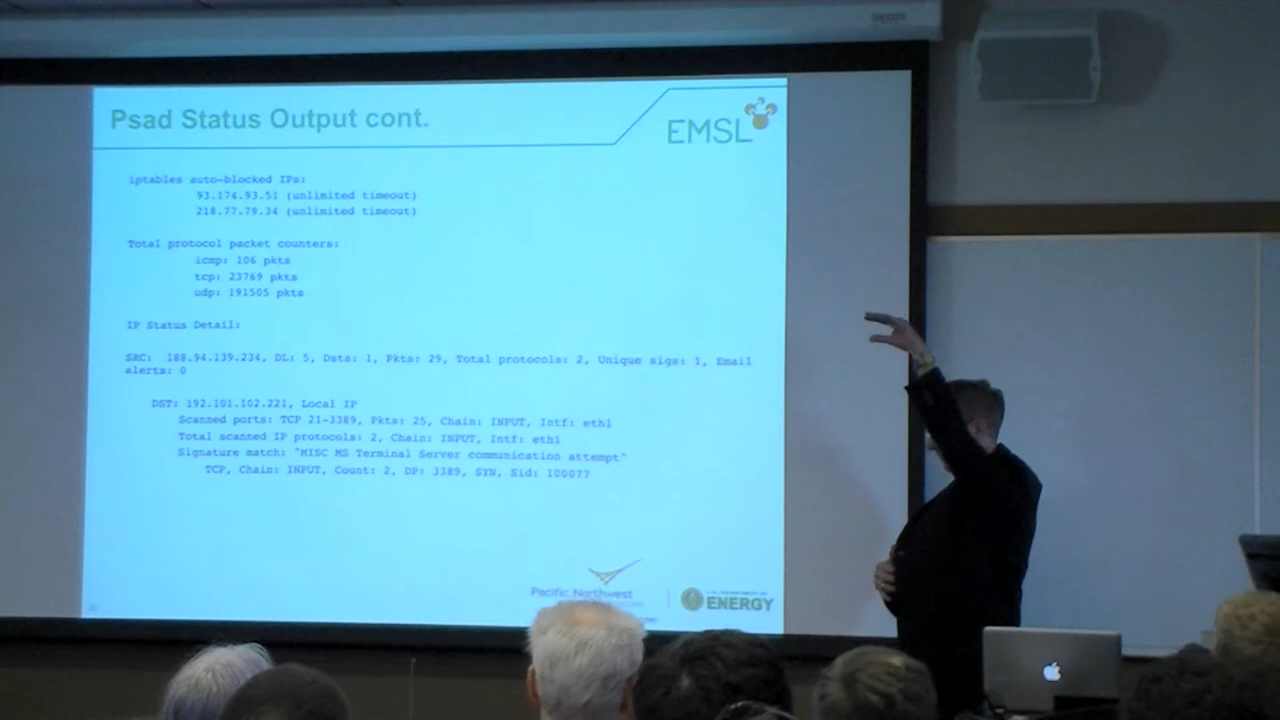 Psad Status Output cont.
EMSL
iptables auto-blocked IPs:
93.174.93.51 (unlimited timeout)
218.77.79.34 (unlimited timeout)
Total protocol packet counters:
icmp: 106 pkts
tcp: 23769 pkts
udp: 191505 pkts
IP Status Detail:
SRC: 188.94.139.234, DL: 5, Dsts: 1, Pkts: 29, Total protocols: 2, Unique sigs: 1, Email
alerts: 0
DST: 192.101.102.221, Local IP
Scanned ports: TCP 21-3389, Pkts: 25, Chain: INPUT, Intf: eth1
Total scanned IP protocols: 2, Chain: INPUT, Intf: eth1
Signature match: "MISC MS Terminal Server communication attempt"
TCP, Chain: INPUT, Count: 2, DP: 3389, SYN, Sid: 100077
Pacific Northwest
U.S. DEPARTMENT OF
ENERGY